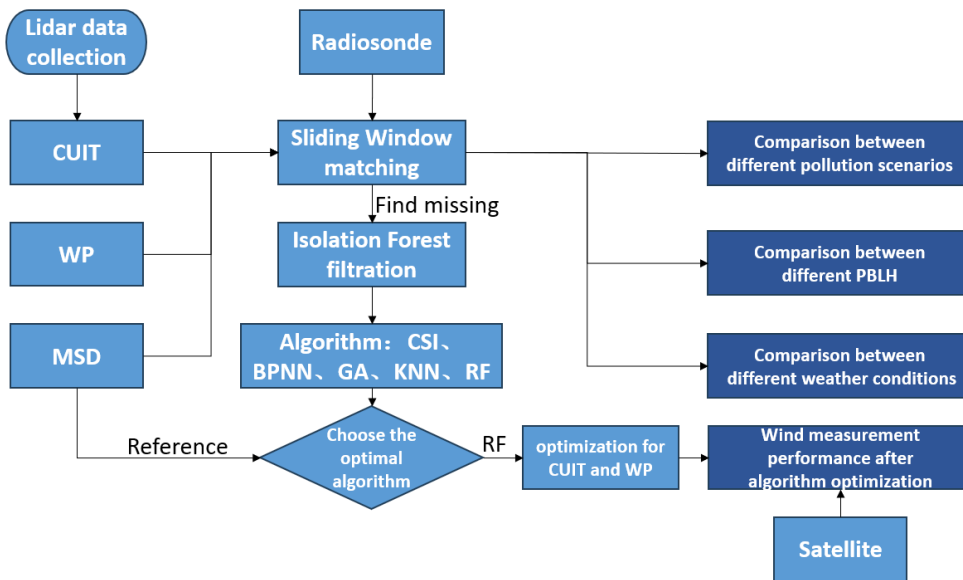 Lidar data
collection
Radiosonde
CUIT
Sliding Window
matching
Comparison between
different pollution scenarios
Find missing
WP
Isolation Forest
filtration
Comparison between
different PBLH
MSD
Algorithm：CSI、
BPNN、GA、KNN、RF
Comparison between
different weather conditions
Reference
Choose the
optimal
algorithm
RF
optimization for
CUIT and WP
Wind measurement
performance after
algorithm optimization
Satellite